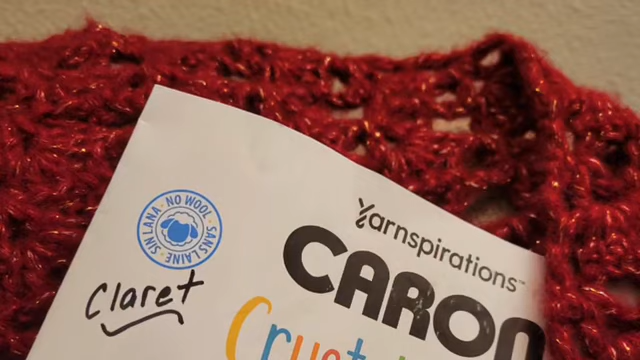 NO WOOL · SANS LAINE · SIN LANA ·
Claret
Yarnspirations™
CARON